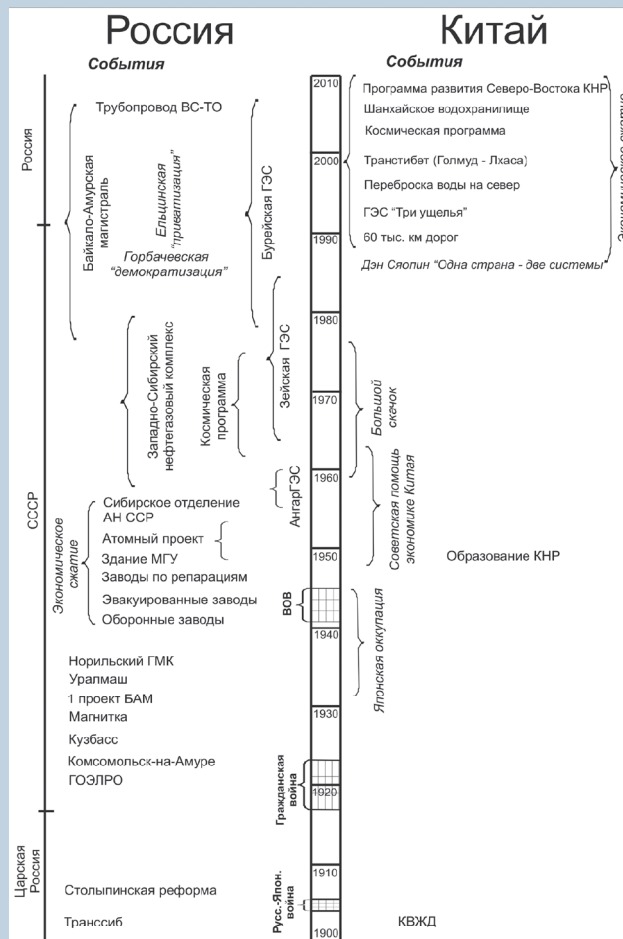 Россия
Китай
События
События
2010
Программа развития Северо-Востока КНР
Трубопровод ВС-ТО
Шанхайское водохранилище
Космическая программа
Россия
Байкало-Амурская
магистраль
Ельцинская
"приватизация"
Бурейская ГЭС
2000
Транстибет (Голмуд - Лхаса)
Переброска воды на север
ГЭС "Три ущелья"
1990
60 тыс. км дорог
Горбачевская
"демократизация"
Дэн Сяопин "Одна страна - две системы"
Экономическое сжатие
1980
Западно-Сибирский
нефтегазовый комплекс
Космическая
программа
Зейская ГЭС
1970
Большой
скачок
СССР
1960
АнгарГЭС
Советская помощь
экономике Китая
Экономическое
сжатие
Сибирское отделение
АН ССР
Атомный проект
Здание МГУ
1950
Образование КНР
Заводы по репарациям
Эвакуированные заводы
Оборонные заводы
ВОВ
1940
Японская оккупация
Норильский ГМК
Уралмаш
1 проект БАМ
Магнитка
1930
Кузбасс
Комсомольск-на-Амуре
ГОЭЛРО
Гражданская
война
1920
Царская
Россия
1910
Столыпинская реформа
Русс.-Япон.
война
Транссиб
1900
КВЖД